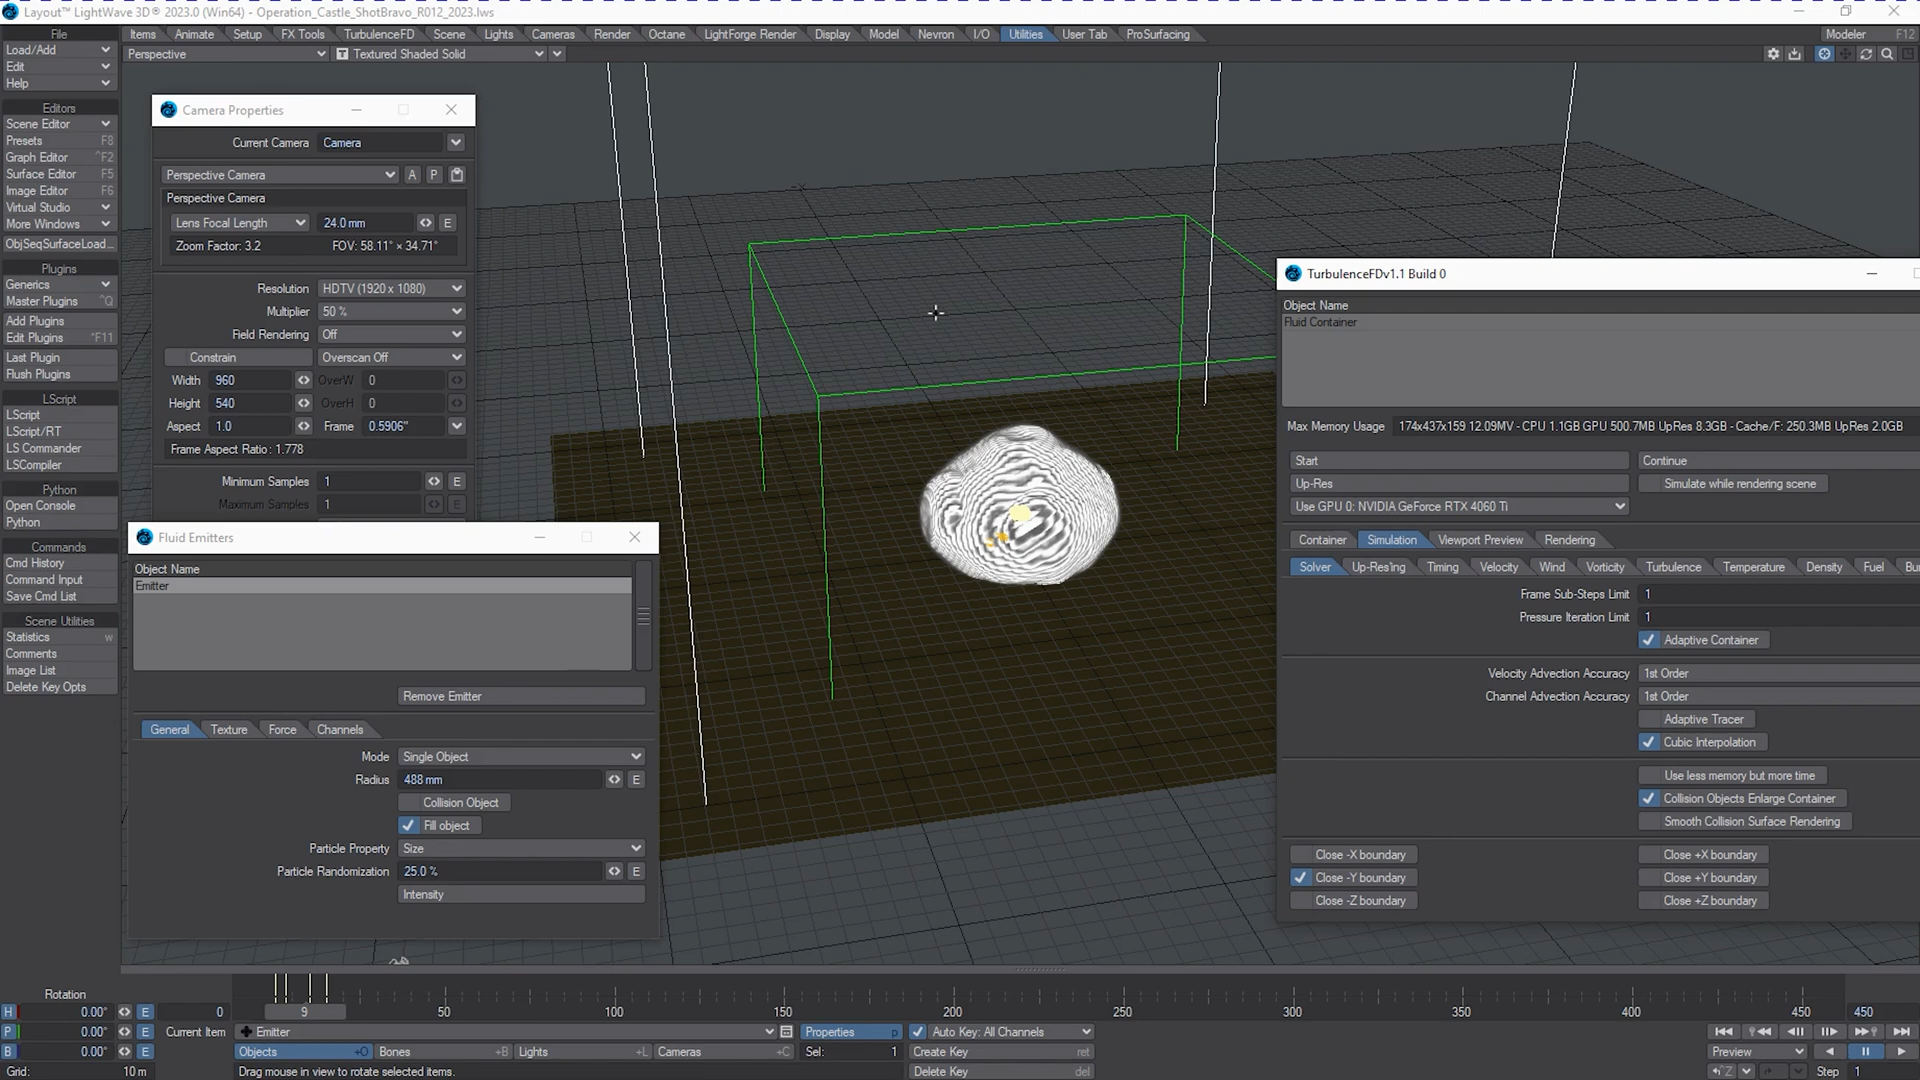 Layout™ LightWave 3D® 2023.0 (Win64) - Operation_Castle_ShotBravo_R012_2023.lws
File Items Animate Setup FX Tools TurbulenceFD Scene Lights Cameras Render Octane LightForge Render Display Model Nevron I/O Utilities User Tab ProSurfacing Modeler F12
Load/Add
Edit
Help
Perspective T Textured Shaded Solid
Editors
Scene Editor
Presets F8
Graph Editor ^F2
Surface Editor F5
Image Editor F6
Virtual Studio
More Windows
ObjSeqSurfaceLoad...
Plugins
Generics
Master Plugins ^Q
Add Plugins
Edit Plugins ^F11
Last Plugin
Flush Plugins
LScript
LScript
LScript/RT
LS Commander
LSCompiler
Python
Open Console
Python
Commands
Cmd History
Command Input
Save Cmd List
Scene Utilities
Statistics w
Comments
Image List
Delete Key Opts
Camera Properties
Current Camera Camera
Perspective Camera A P
Perspective Camera
Lens Focal Length 24.0 mm E
Zoom Factor: 3.2 FOV: 58.11° × 34.71°
Resolution HDTV (1920 x 1080)
Multiplier 50 %
Field Rendering Off
Constrain Overscan Off
Width 960 OverW 0
Height 540 OverH 0
Aspect 1.0 Frame 0.5906"
Frame Aspect Ratio : 1.778
Minimum Samples 1 E
Maximum Samples 1
Fluid Emitters
Object Name
Emitter
Remove Emitter
General Texture Force Channels
Mode Single Object
Radius 488 mm E
Collision Object
Fill object
Particle Property Size
Particle Randomization 25.0 % E
Intensity
TurbulenceFDv1.1 Build 0
Object Name
Fluid Container
Max Memory Usage 174x437x159 12.09MV - CPU 1.1GB GPU 500.7MB UpRes 8.3GB - Cache/F: 250.3MB UpRes 2.0GB
Start Continue
Up-Res Simulate while rendering scene
Use GPU 0: NVIDIA GeForce RTX 4060 Ti
Container Simulation Viewport Preview Rendering
Solver Up-Res'ing Timing Velocity Wind Vorticity Turbulence Temperature Density Fuel Bu
Frame Sub-Steps Limit 1
Pressure Iteration Limit 1
Adaptive Container
Velocity Advection Accuracy 1st Order
Channel Advection Accuracy 1st Order
Adaptive Tracer
Cubic Interpolation
Use less memory but more time
Collision Objects Enlarge Container
Smooth Collision Surface Rendering
Close -X boundary Close +X boundary
Close -Y boundary Close +Y boundary
Close -Z boundary Close +Z boundary
Rotation
H 0.00° E 0 9 50 100 150 200 250 300 350 400 450 450
P 0.00° E Current Item Emitter Properties p Auto Key: All Channels
B 0.00° E Objects +O Bones +B Lights +L Cameras +C Sel: 1 Create Key ret Preview
Grid: 10 m Drag mouse in view to rotate selected items. Delete Key del ^Z Step 1